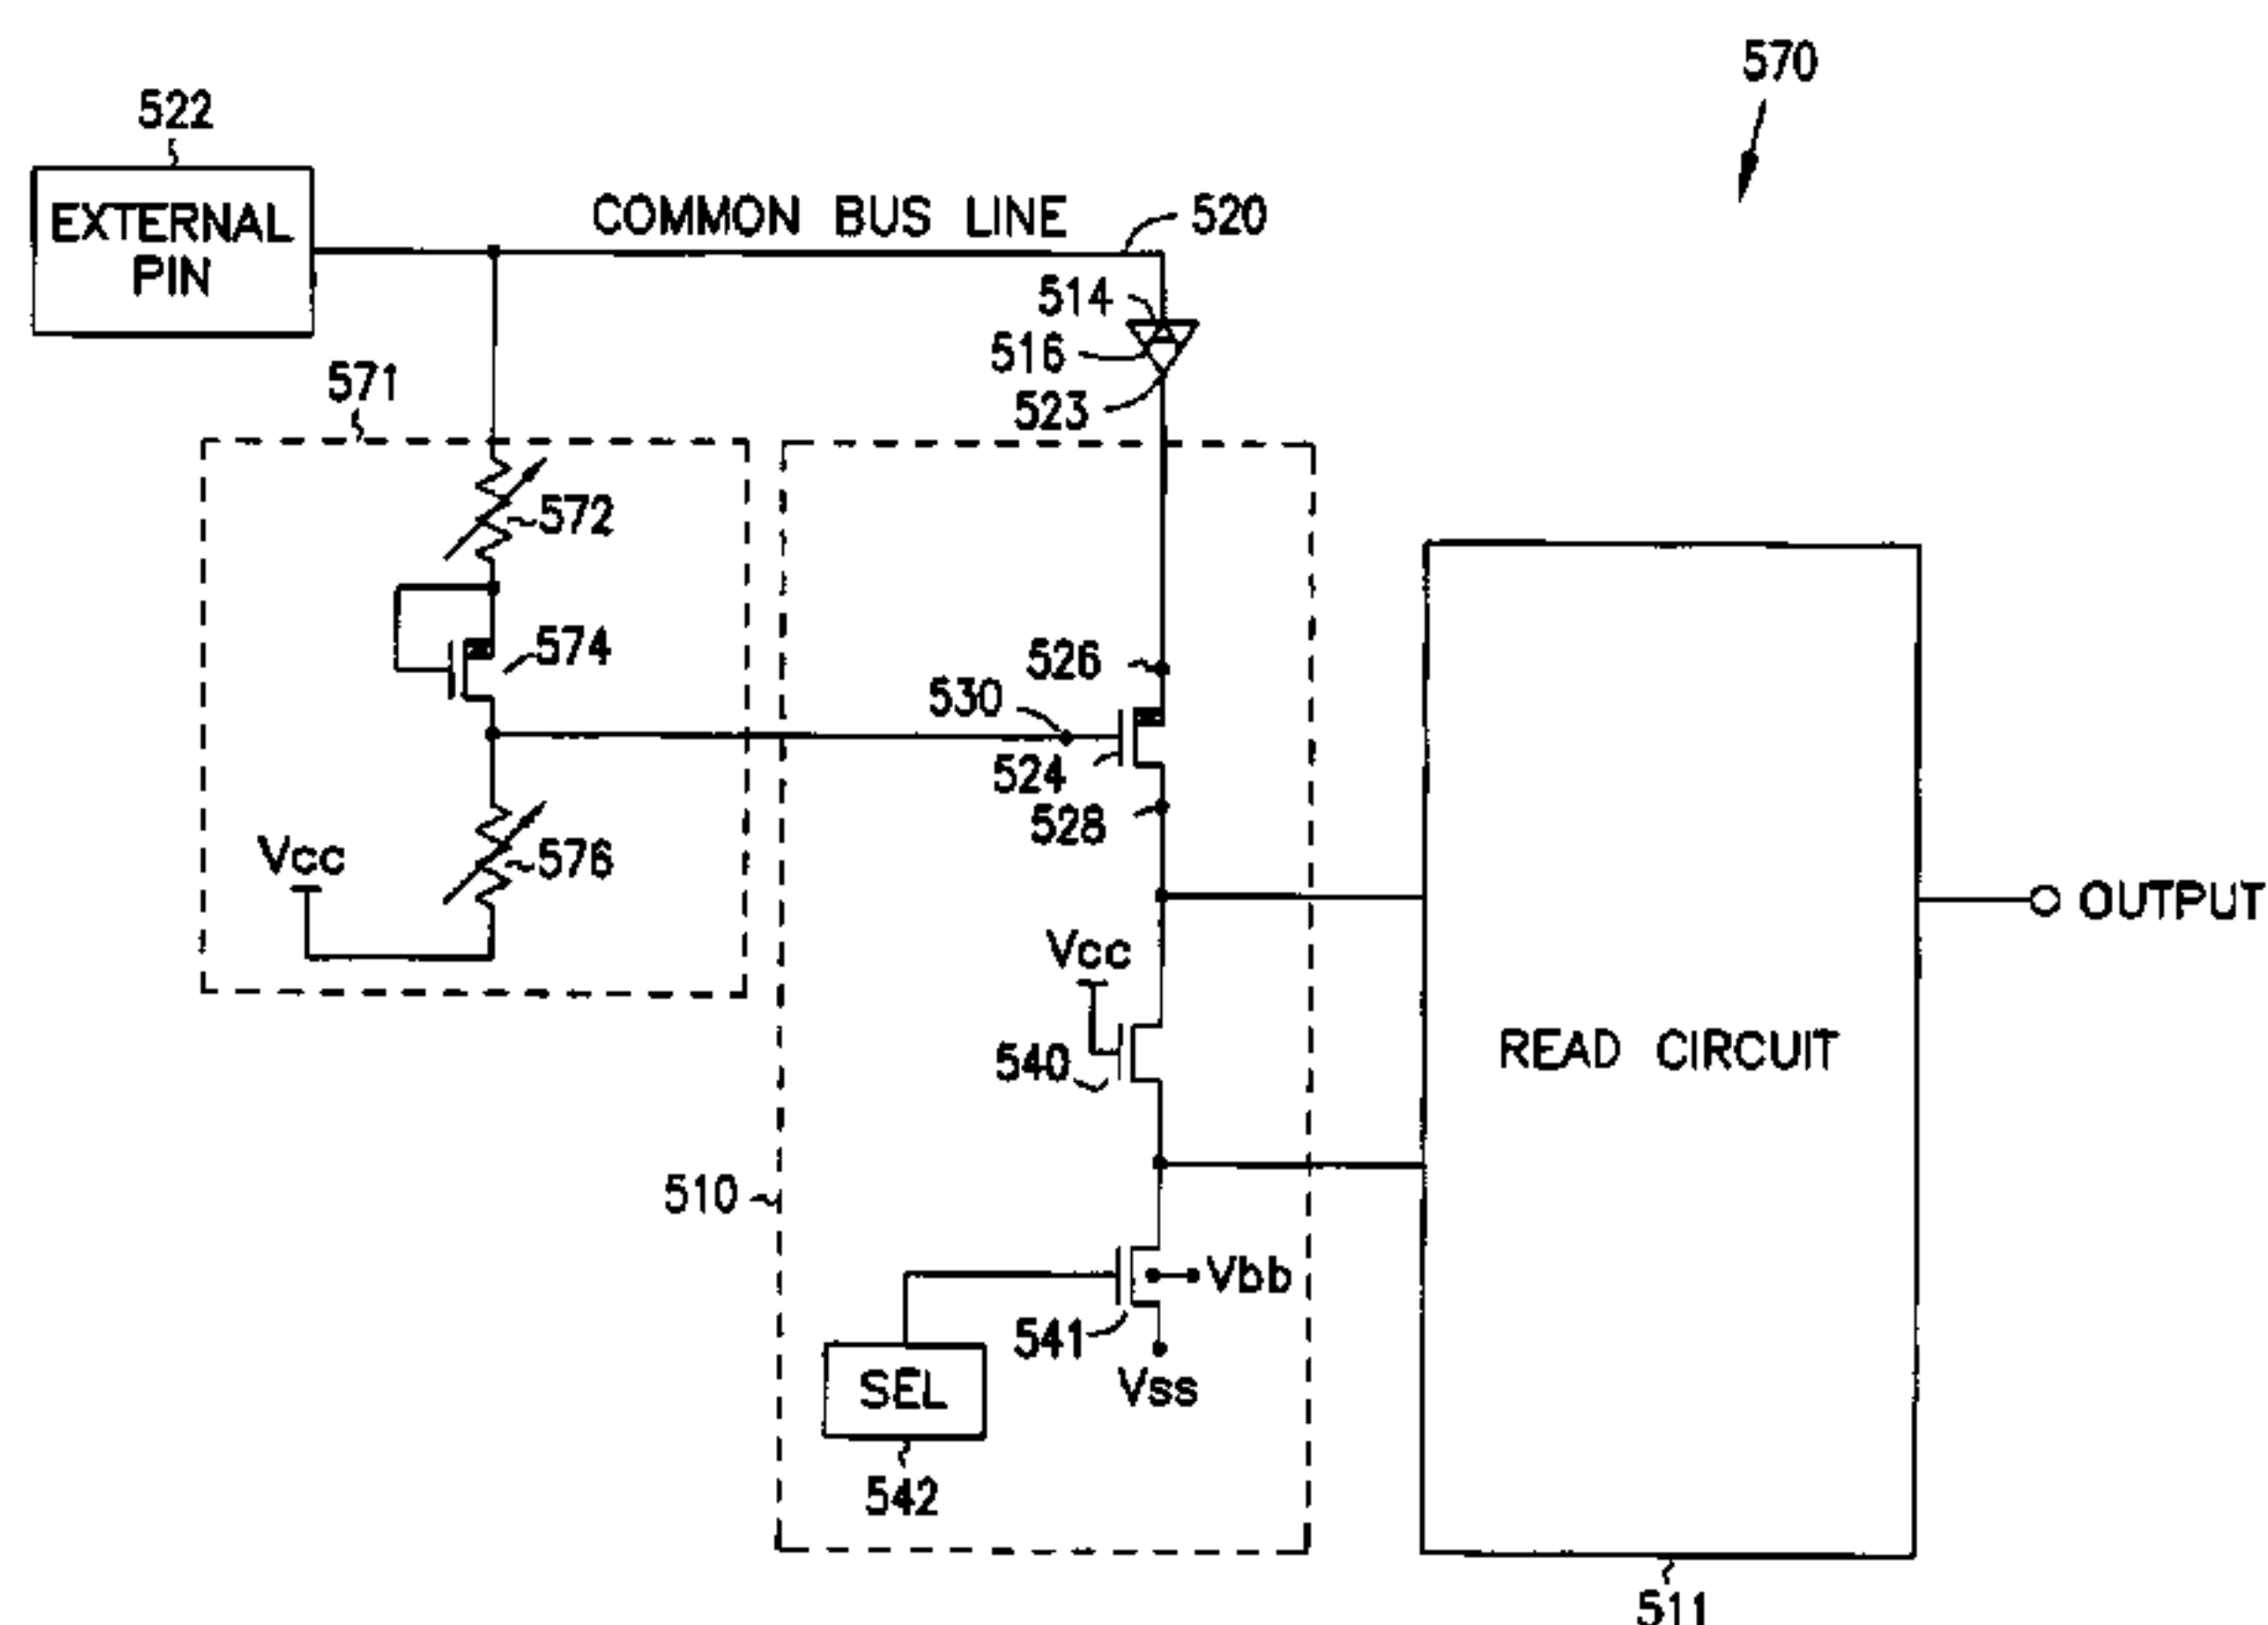 570
522
EXTERNAL
PIN
COMMON BUS LINE
520
514
516
523
571
572
574
526
530
524
528
576
Vcc
OUTPUT
Vcc
540
READ CIRCUIT
510
Vbb
541
Vss
SEL
542
511